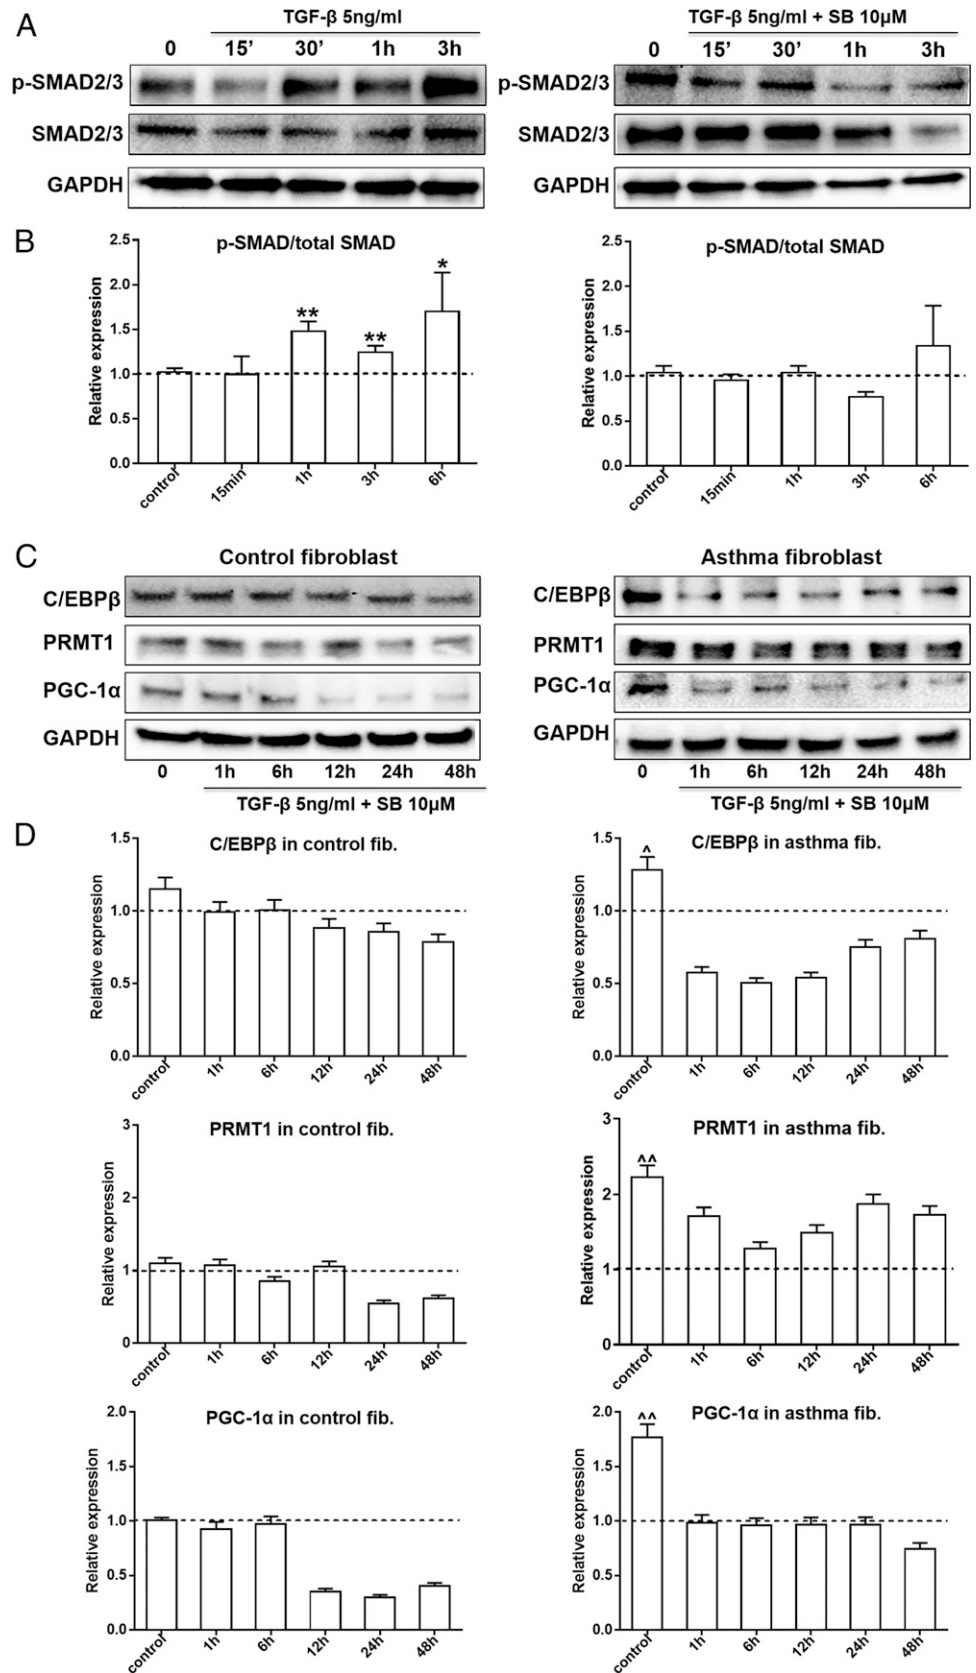 A
TGF-β 5ng/ml
0 15' 30' 1h 3h
p-SMAD2/3
SMAD2/3
GAPDH
TGF-β 5ng/ml + SB 10μM
0 15' 30' 1h 3h
p-SMAD2/3
SMAD2/3
GAPDH
B
p-SMAD/total SMAD
Relative expression
2.5
2.0
1.5
1.0
0.5
0.0
** ** *
control 15min 1h 3h 6h
p-SMAD/total SMAD
Relative expression
2.5
2.0
1.5
1.0
0.5
0.0
control 15min 1h 3h 6h
C
Control fibroblast
C/EBPβ
PRMT1
PGC-1α
GAPDH
0 1h 6h 12h 24h 48h
TGF-β 5ng/ml + SB 10μM
Asthma fibroblast
C/EBPβ
PRMT1
PGC-1α
GAPDH
0 1h 6h 12h 24h 48h
TGF-β 5ng/ml + SB 10μM
D
C/EBPβ in control fib.
Relative expression
1.5
1.0
0.5
0.0
control 1h 6h 12h 24h 48h
C/EBPβ in asthma fib.
Relative expression
1.5
1.0
0.5
0.0
^
control 1h 6h 12h 24h 48h
PRMT1 in control fib.
Relative expression
3
2
1
0
control 1h 6h 12h 24h 48h
PRMT1 in asthma fib.
Relative expression
3
2
1
0
^^
control 1h 6h 12h 24h 48h
PGC-1α in control fib.
Relative expression
2.0
1.5
1.0
0.5
0.0
control 1h 6h 12h 24h 48h
PGC-1α in asthma fib.
Relative expression
2.0
1.5
1.0
0.5
0.0
^^
control 1h 6h 12h 24h 48h